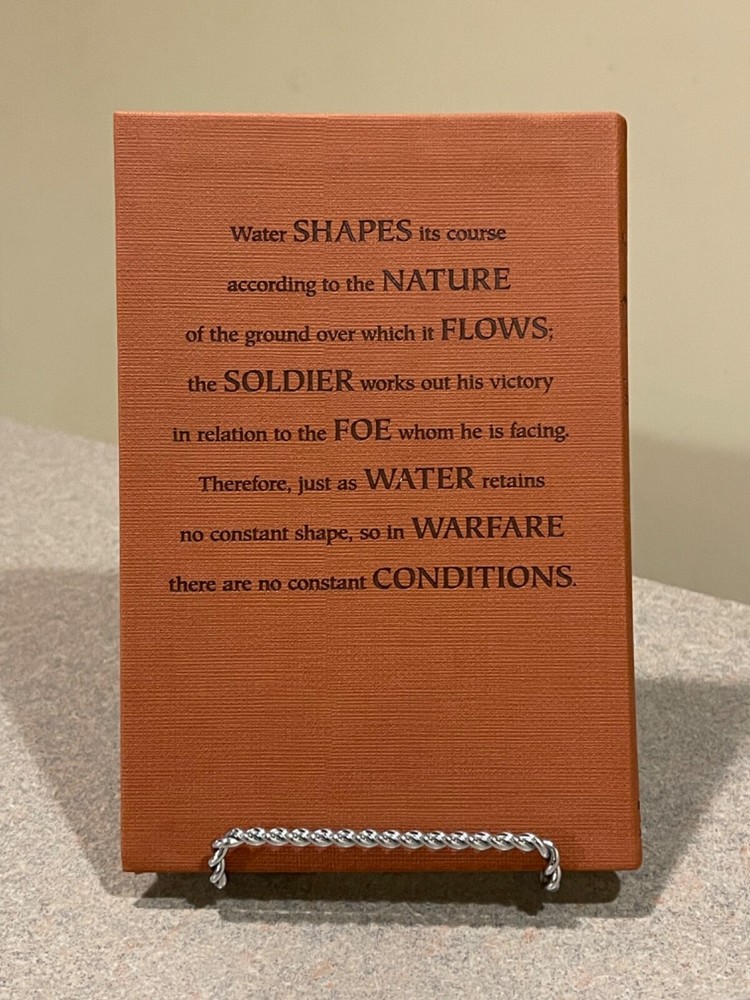 Water SHAPES its course
according to the NATURE
of the ground over which it FLOWS;
the SOLDIER works out his victory
in relation to the FOE whom he is facing.
Therefore, just as WATER retains
no constant shape, so in WARFARE
there are no constant CONDITIONS.